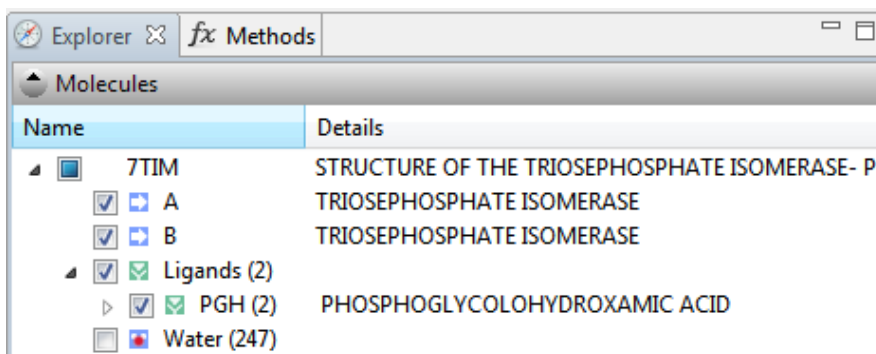 Explorer fx Methods
Molecules
Name Details
7TIM STRUCTURE OF THE TRIOSEPHOSPHATE ISOMERASE- P
A TRIOSEPHOSPHATE ISOMERASE
B TRIOSEPHOSPHATE ISOMERASE
Ligands (2)
PGH (2) PHOSPHOGLYCOLOHYDROXAMIC ACID
Water (247)